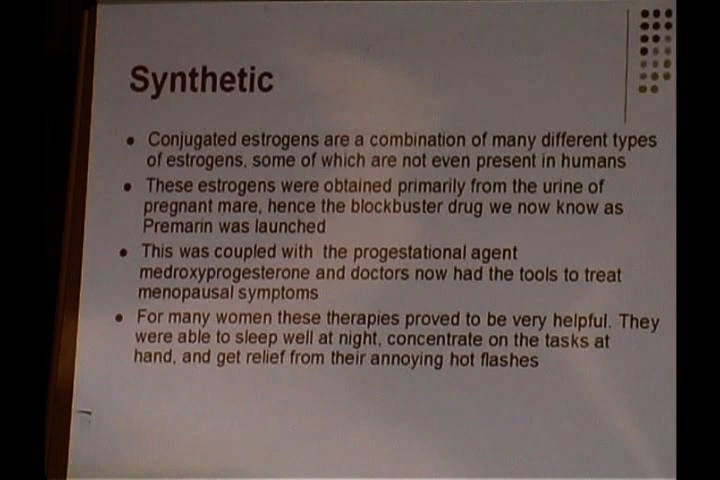 Synthetic
Conjugated estrogens are a combination of many different types
of estrogens, some of which are not even present in humans
These estrogens were obtained primarily from the urine of
pregnant mare, hence the blockbuster drug we now know as
Premarin was launched
This was coupled with the progestational agent
medroxyprogesterone and doctors now had the tools to treat
menopausal symptoms
For many women these therapies proved to be very helpful. They
were able to sleep well at night, concentrate on the tasks at
hand, and get relief from their annoying hot flashes